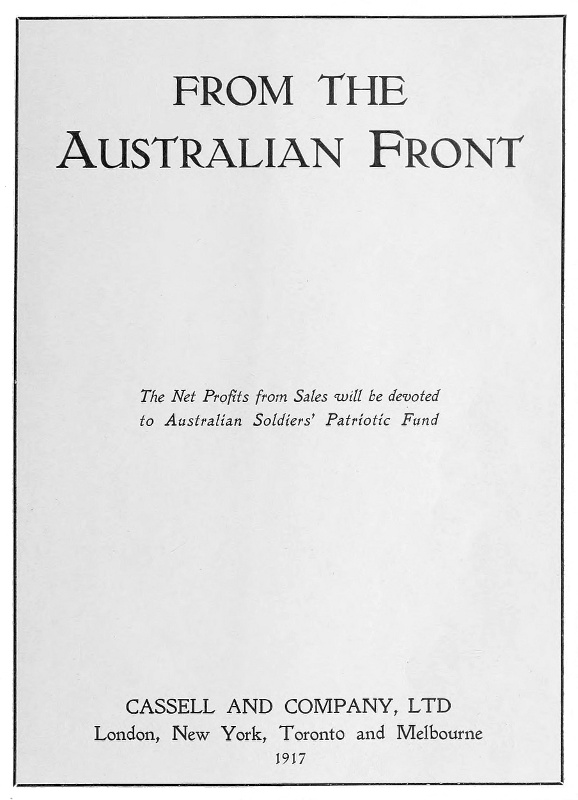 FROM THE
AUSTRALIAN FRONT
The Net Profits from Sales will be devoted
to Australian Soldiers' Patriotic Fund
CASSELL AND COMPANY, LTD
London, New York, Toronto and Melbourne
1917